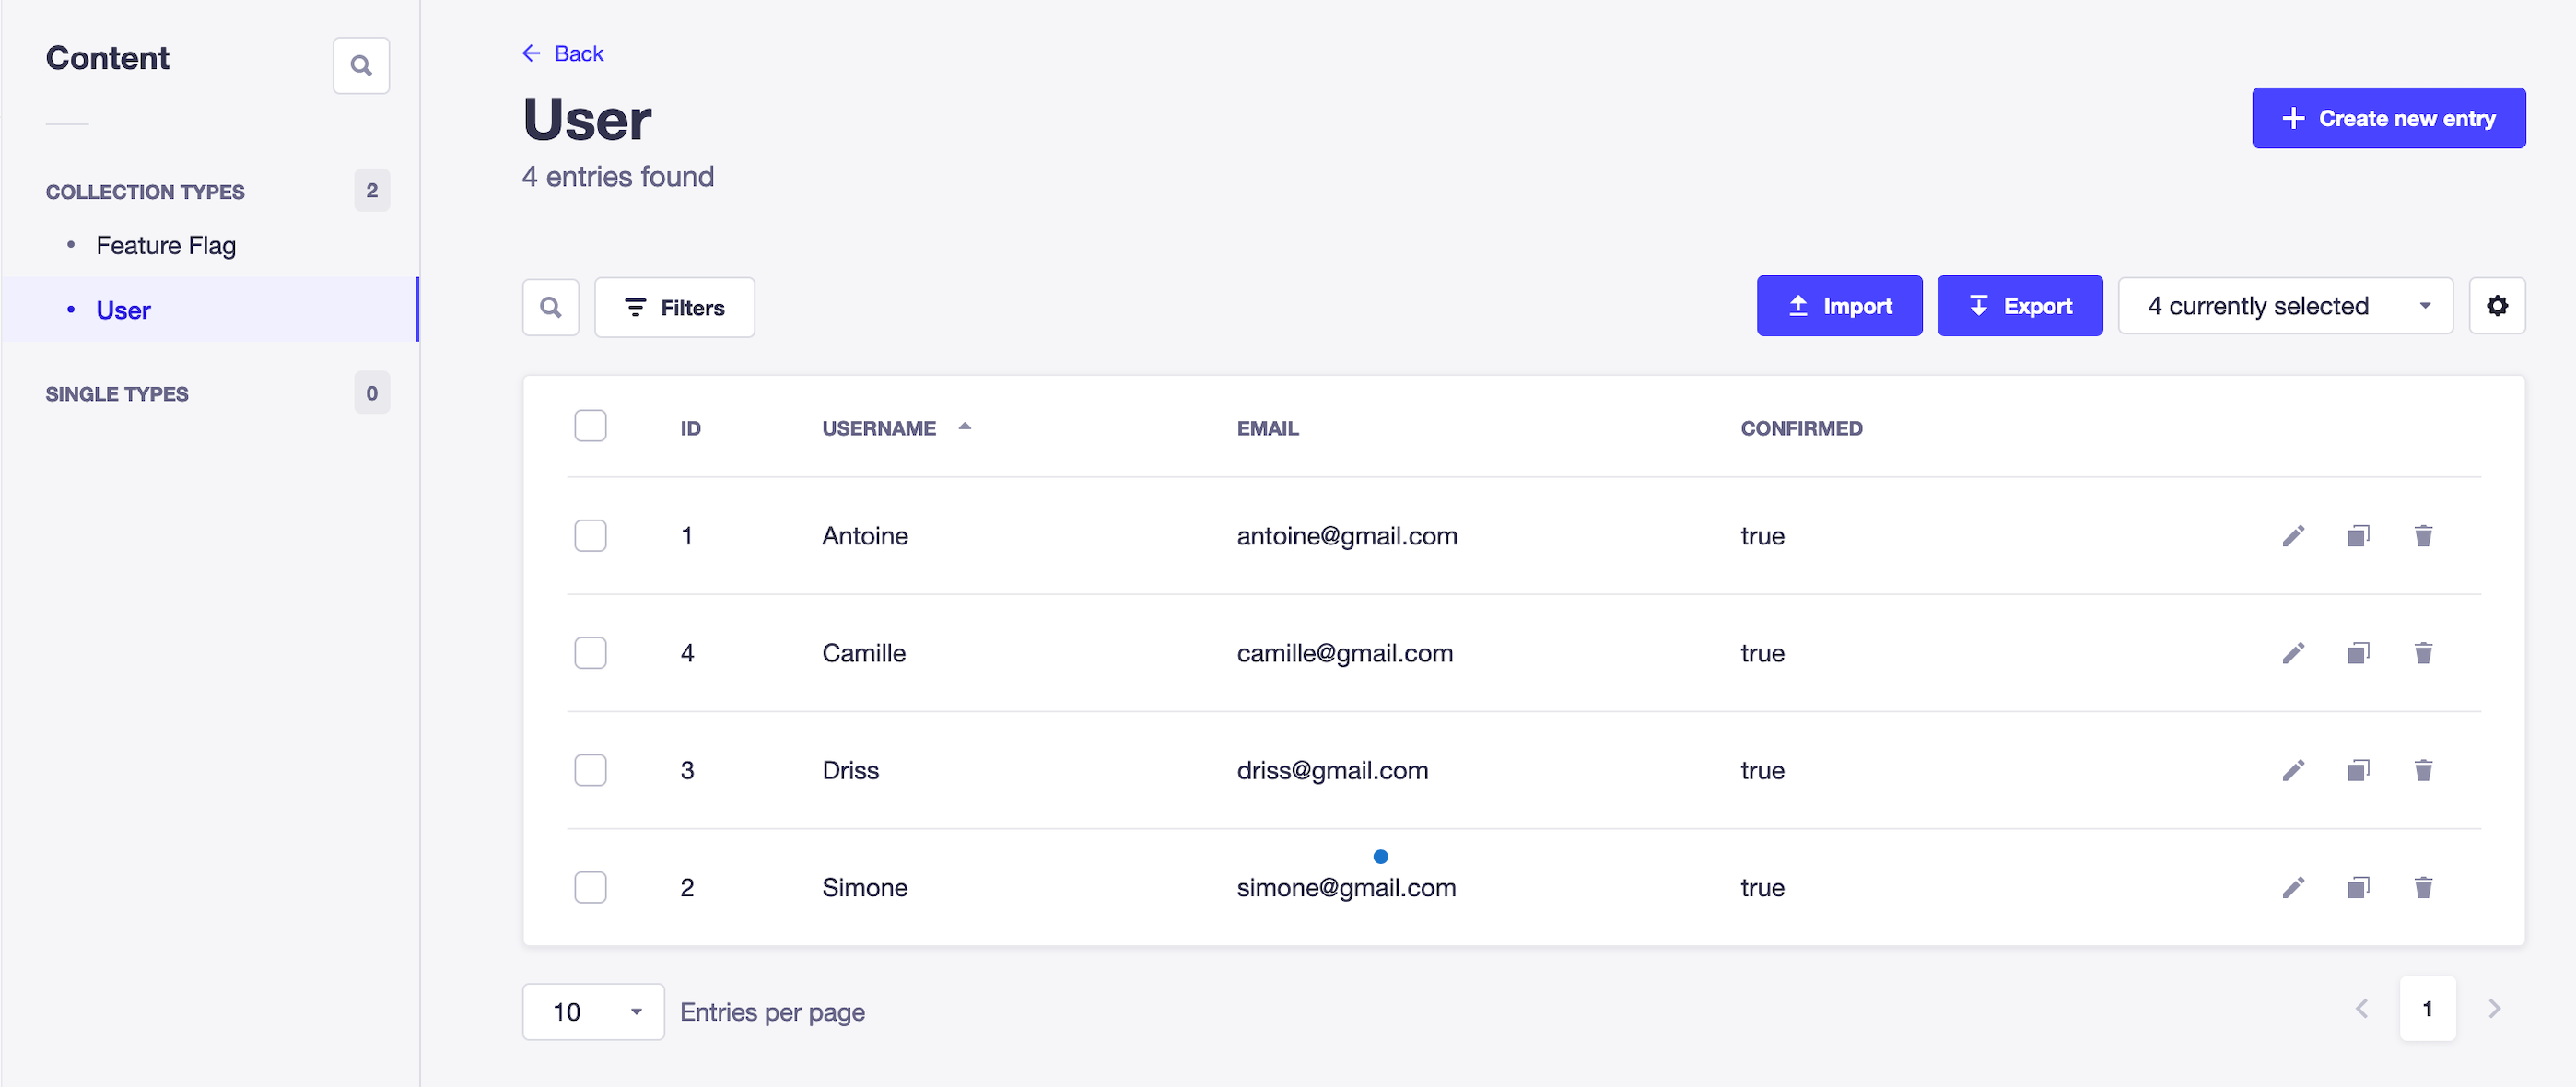 Content
COLLECTION TYPES 2
Feature Flag
User
SINGLE TYPES 0
Back
User
4 entries found
Create new entry
Filters
Import Export 4 currently selected
ID USERNAME EMAIL CONFIRMED
1 Antoine antoine@gmail.com true
4 Camille camille@gmail.com true
3 Driss driss@gmail.com true
2 Simone simone@gmail.com true
10 Entries per page 1